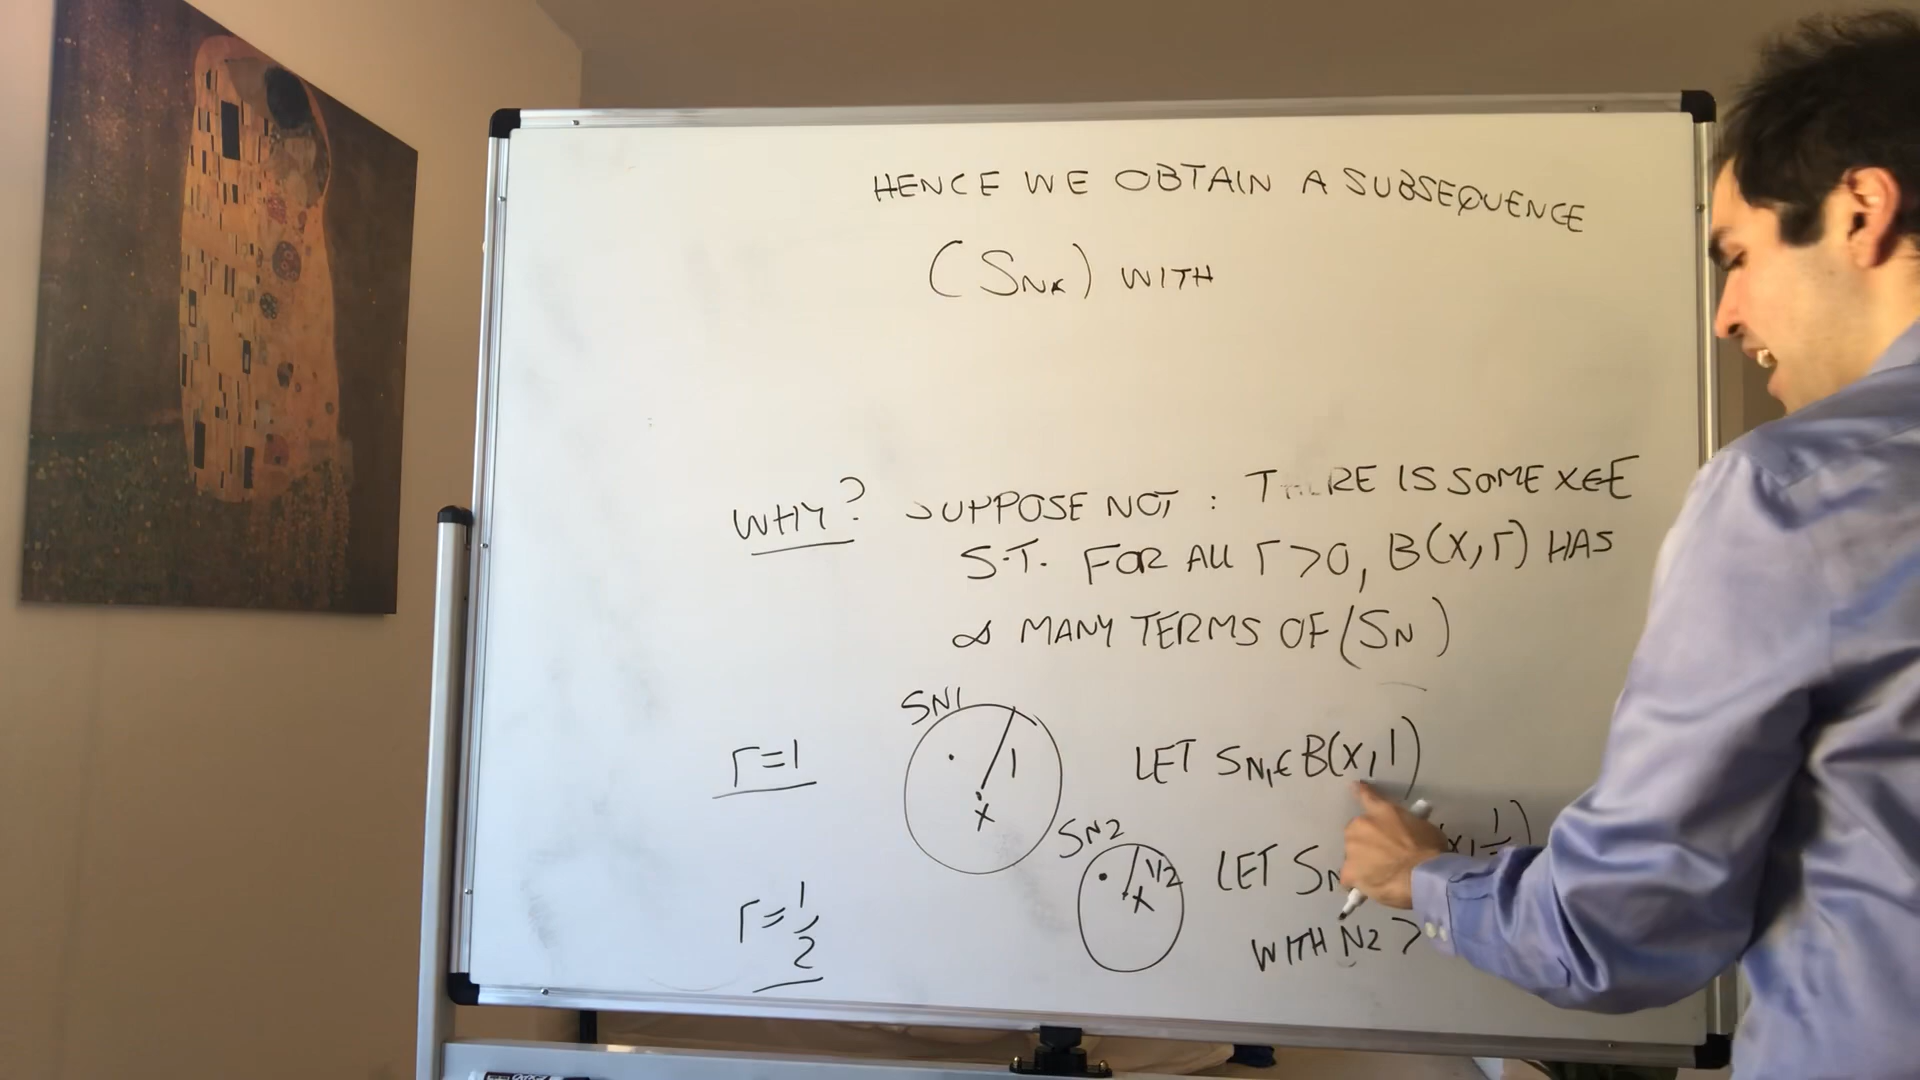 HENCE WE OBTAIN A SUBSEQUENCE
(SNK) WITH
WHY? SUPPOSE NOT : THERE IS SOME X∈E
S.T. FOR ALL r>0, B(X,r) HAS
∞ MANY TERMS OF (SN)
r=1
SN1
1
X
LET SN1∈B(X,1)
r=1/2
SN2
1/2
X
LET SN
WITH N2 >